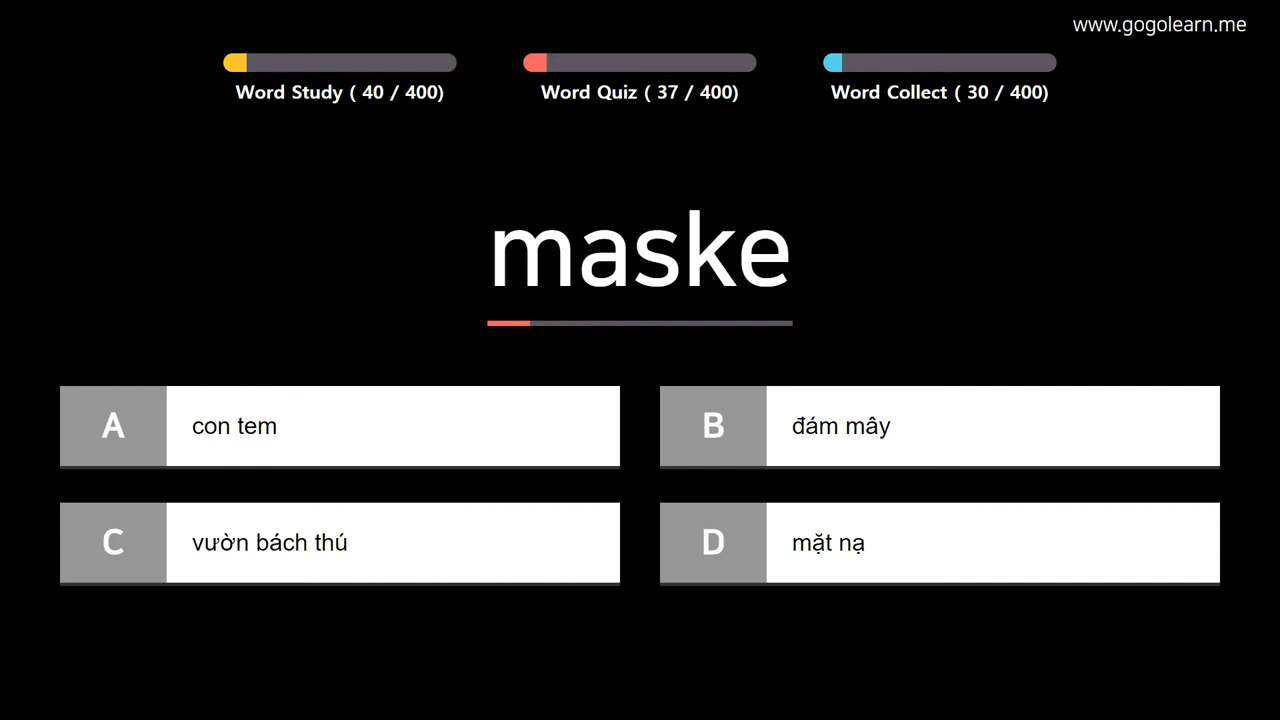 www.gogolearn.me
Word Study ( 40 / 400)
Word Quiz ( 37 / 400)
Word Collect ( 30 / 400)
maske
A
con tem
B
đám mây
C
vườn bách thú
D
mặt nạ